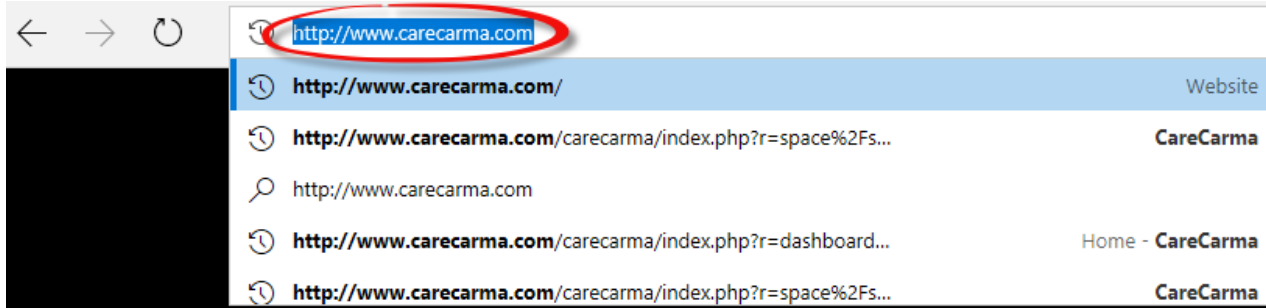 http://www.carecarma.com
http://www.carecarma.com/ Website
http://www.carecarma.com/carecarma/index.php?r=space%2Fs... CareCarma
http://www.carecarma.com
http://www.carecarma.com/carecarma/index.php?r=dashboard... Home - CareCarma
http://www.carecarma.com/carecarma/index.php?r=space%2Fs... CareCarma